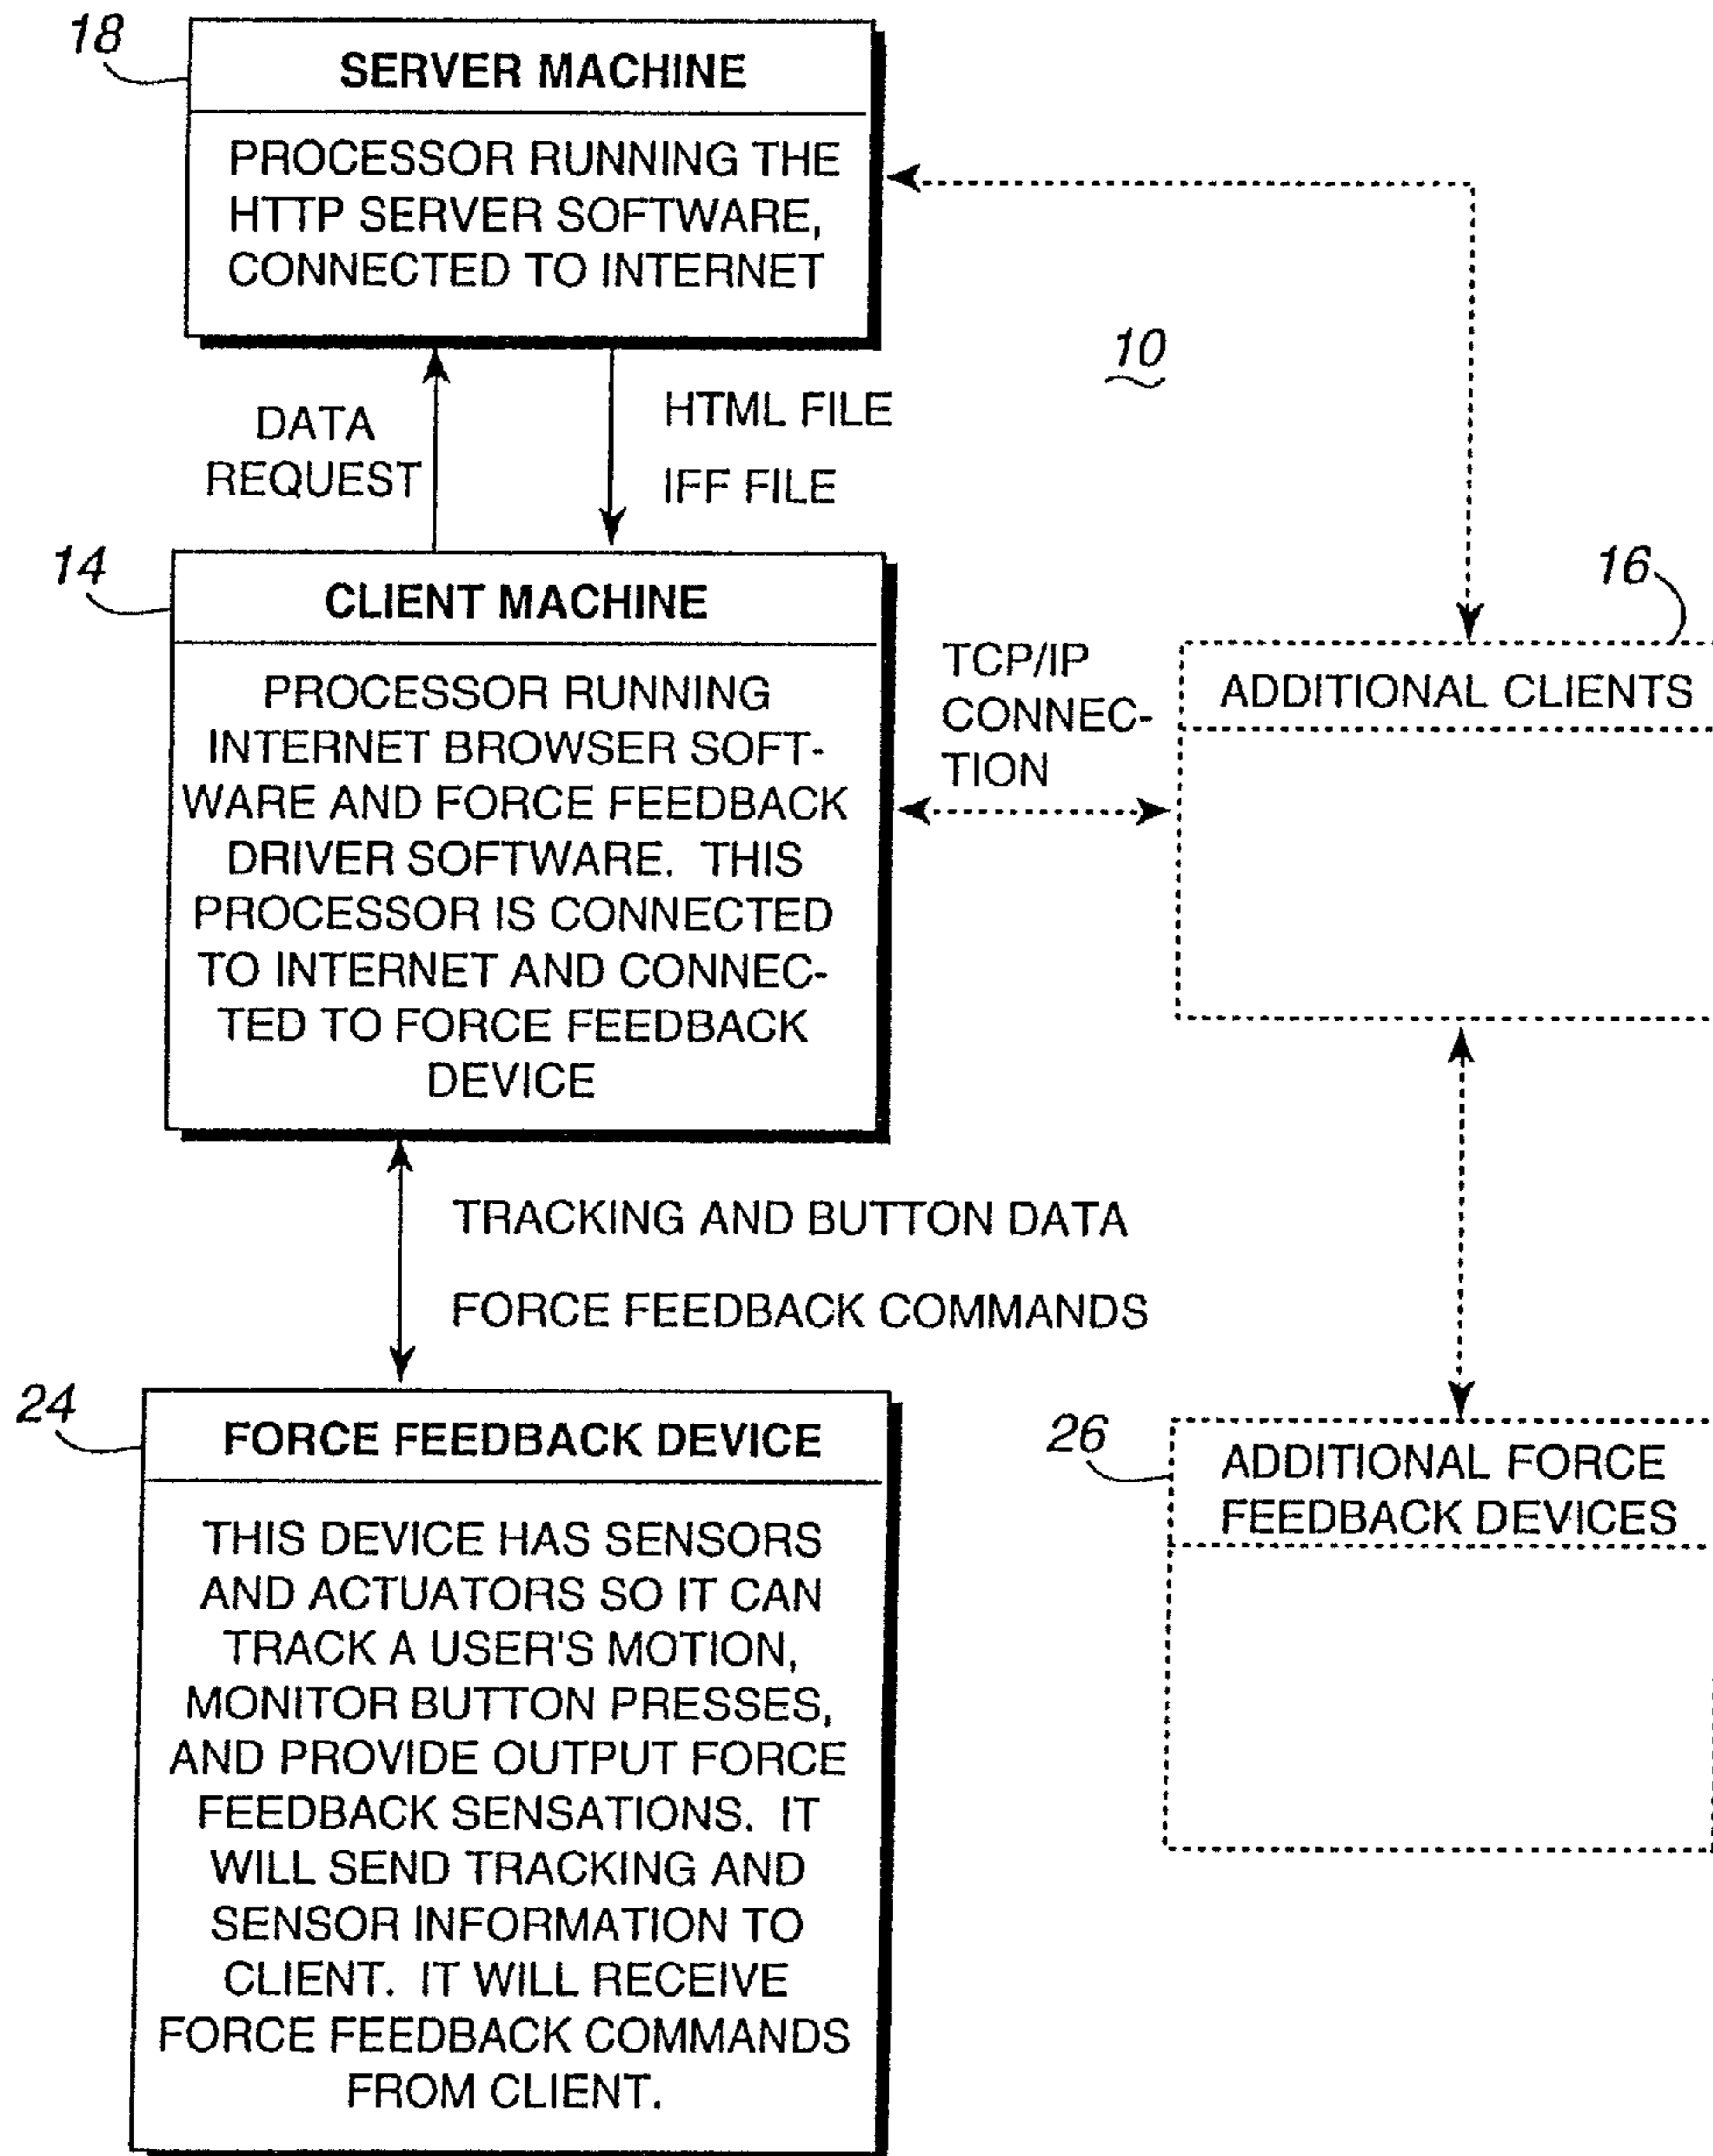 18
SERVER MACHINE
PROCESSOR RUNNING THE
HTTP SERVER SOFTWARE,
CONNECTED TO INTERNET
10
DATA
REQUEST
HTML FILE
IFF FILE
14
CLIENT MACHINE
PROCESSOR RUNNING
INTERNET BROWSER SOFT-
WARE AND FORCE FEEDBACK
DRIVER SOFTWARE. THIS
PROCESSOR IS CONNECTED
TO INTERNET AND CONNEC-
TED TO FORCE FEEDBACK
DEVICE
TCP/IP
CONNEC-
TION
16
ADDITIONAL CLIENTS
TRACKING AND BUTTON DATA
FORCE FEEDBACK COMMANDS
24
FORCE FEEDBACK DEVICE
THIS DEVICE HAS SENSORS
AND ACTUATORS SO IT CAN
TRACK A USER'S MOTION,
MONITOR BUTTON PRESSES,
AND PROVIDE OUTPUT FORCE
FEEDBACK SENSATIONS. IT
WILL SEND TRACKING AND
SENSOR INFORMATION TO
CLIENT. IT WILL RECEIVE
FORCE FEEDBACK COMMANDS
FROM CLIENT.
26
ADDITIONAL FORCE
FEEDBACK DEVICES